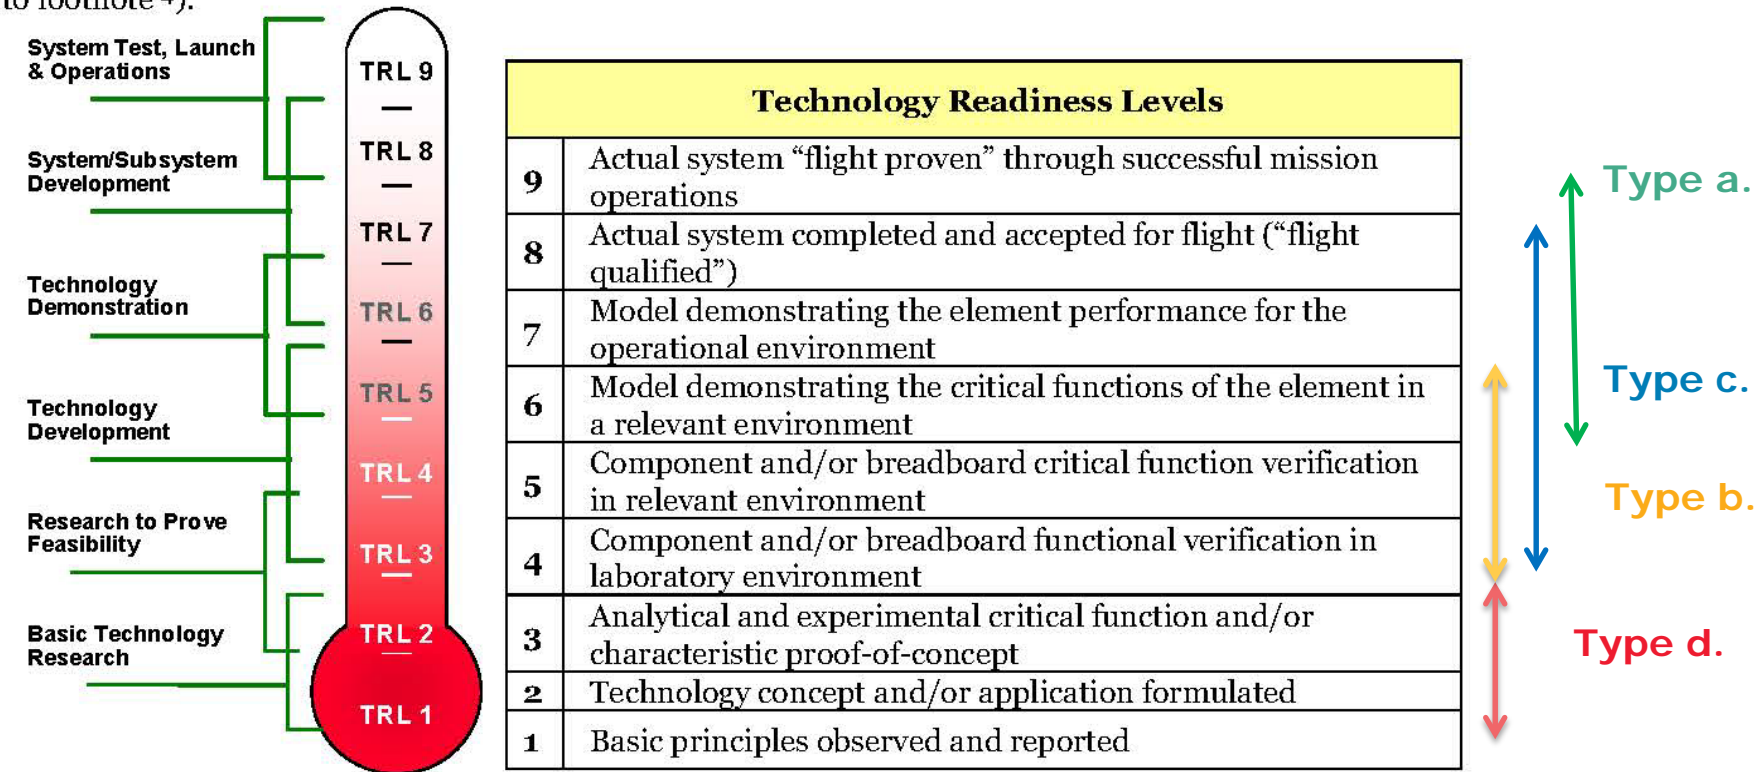 to footnote 4).
System Test, Launch
& Operations
System/Subsystem
Development
Technology
Demonstration
Technology
Development
Research to Prove
Feasibility
Basic Technology
Research
TRL 9
TRL 8
TRL 7
TRL 6
TRL 5
TRL 4
TRL 3
TRL 2
TRL 1
Technology Readiness Levels
9 Actual system “flight proven” through successful mission
operations
8 Actual system completed and accepted for flight (“flight
qualified”)
7 Model demonstrating the element performance for the
operational environment
6 Model demonstrating the critical functions of the element in
a relevant environment
5 Component and/or breadboard critical function verification
in relevant environment
4 Component and/or breadboard functional verification in
laboratory environment
3 Analytical and experimental critical function and/or
characteristic proof-of-concept
2 Technology concept and/or application formulated
1 Basic principles observed and reported
Type a.
Type c.
Type b.
Type d.